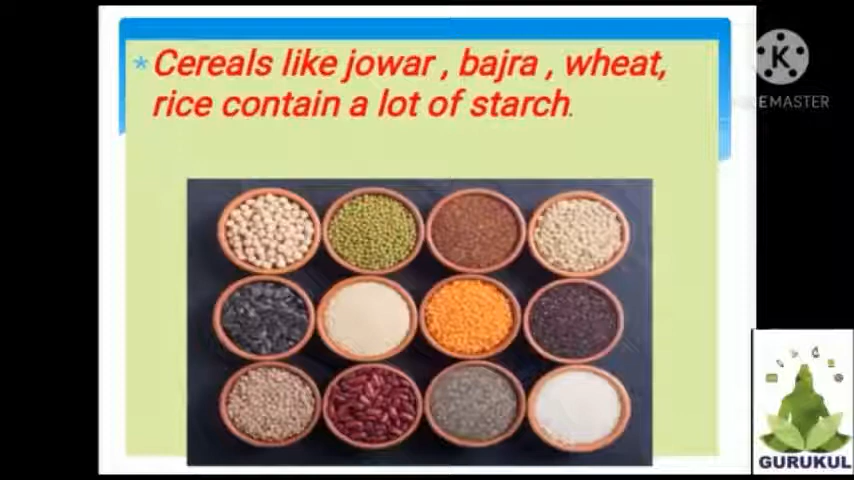 *Cereals like jowar , bajra , wheat,
rice contain a lot of starch.
K
EMASTER
GURUKUL